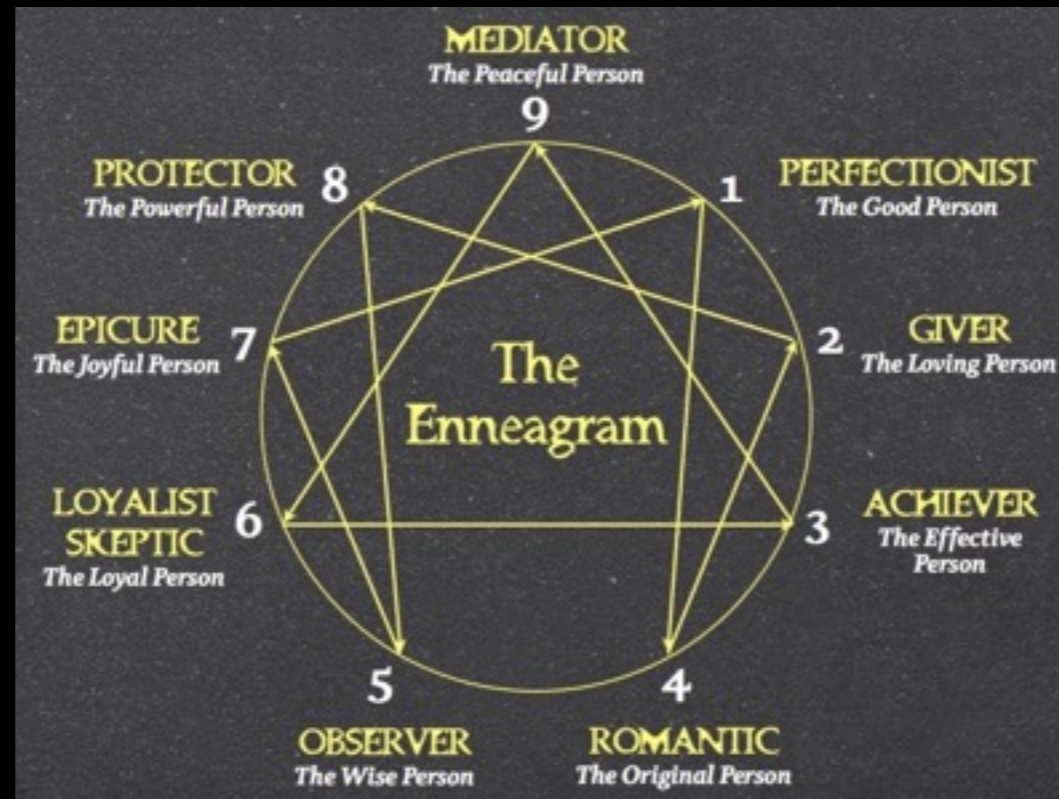 MEDIATOR
The Peaceful Person
9
PROTECTOR
The Powerful Person
8
1
PERFECTIONIST
The Good Person
EPICURE
The Joyful Person
7
2
GIVER
The Loving Person
The
Enneagram
LOYALIST
SKEPTIC
The Loyal Person
6
3
ACHIEVER
The Effective
Person
5
OBSERVER
The Wise Person
4
ROMANTIC
The Original Person